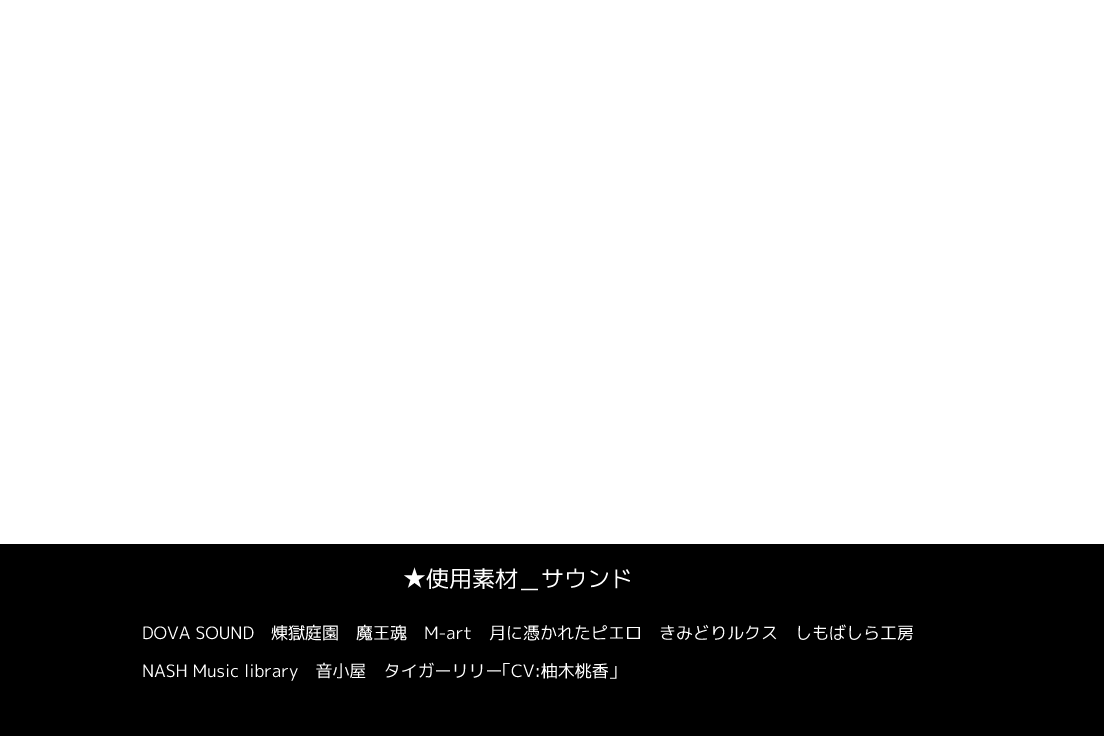 ★使用素材＿サウンド
DOVA SOUND　煉獄庭園　魔王魂　M-art　月に憑かれたピエロ　きみどりルクス　しもばしら工房
NASH Music library　音小屋　タイガーリリー｢CV:柚木桃香｣